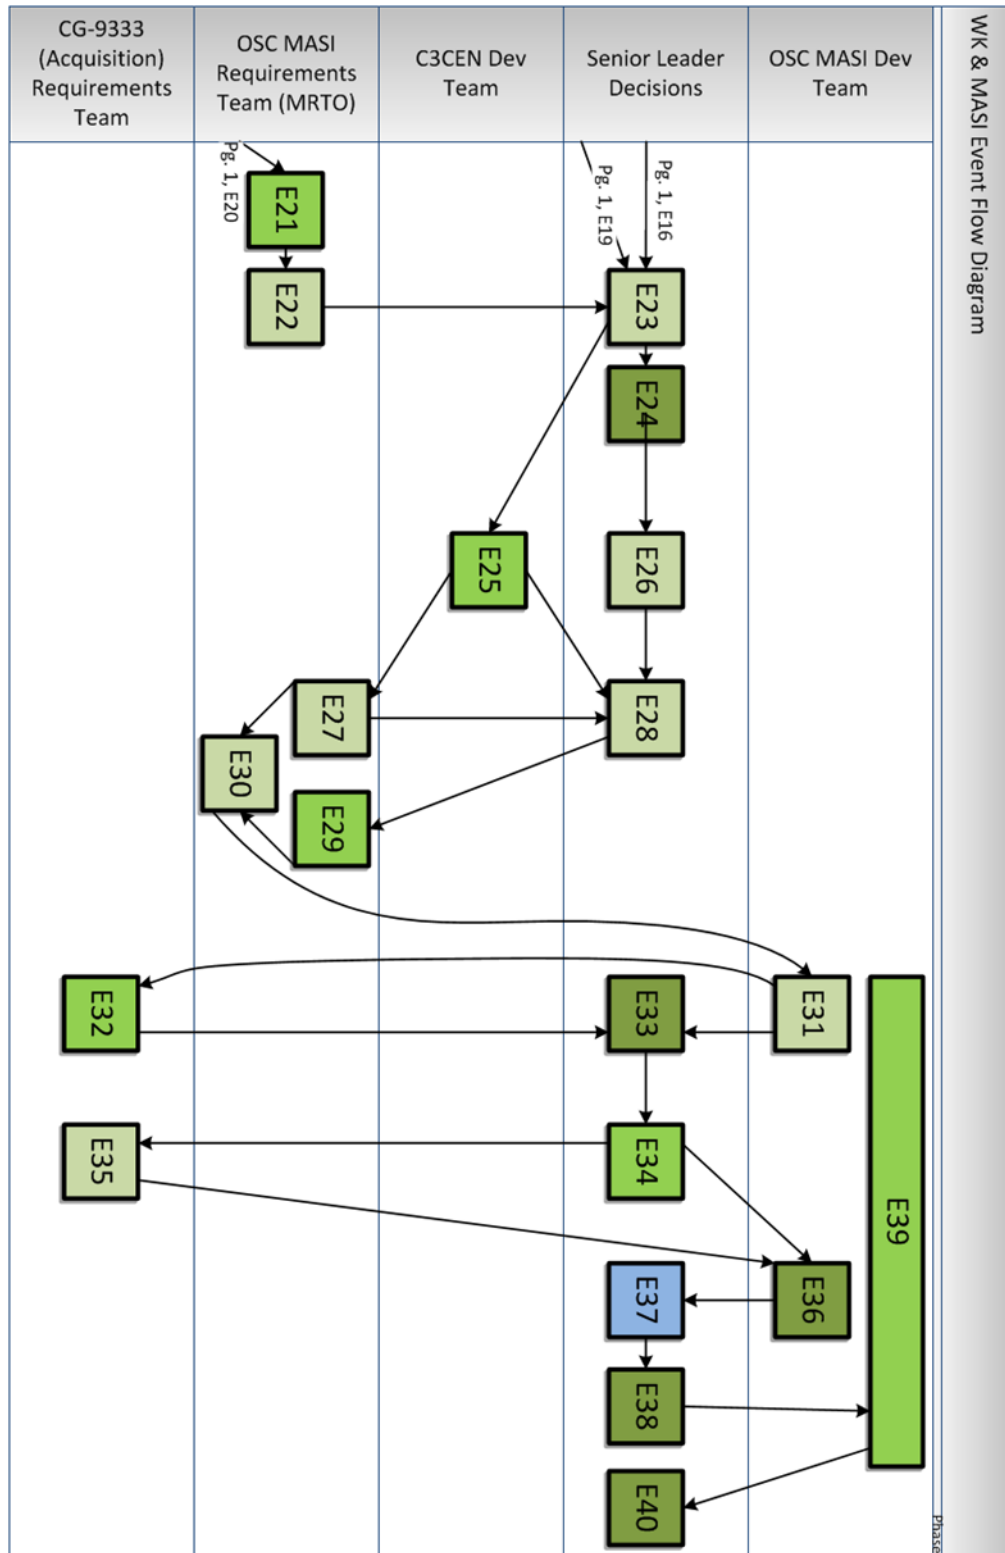 WK & MASI Event Flow Diagram
CG-9333
(Acquisition)
Requirements
Team
OSC MASI
Requirements
Team (MRTO)
C3CEN Dev
Team
Senior Leader
Decisions
OSC MASI Dev
Team
Pg. 1, E20
Pg. 1, E19
Pg. 1, E16
E21
E22
E23
E24
E25
E26
E27
E28
E30
E29
E32
E33
E31
E39
E35
E34
E37
E36
E38
E40
Phase